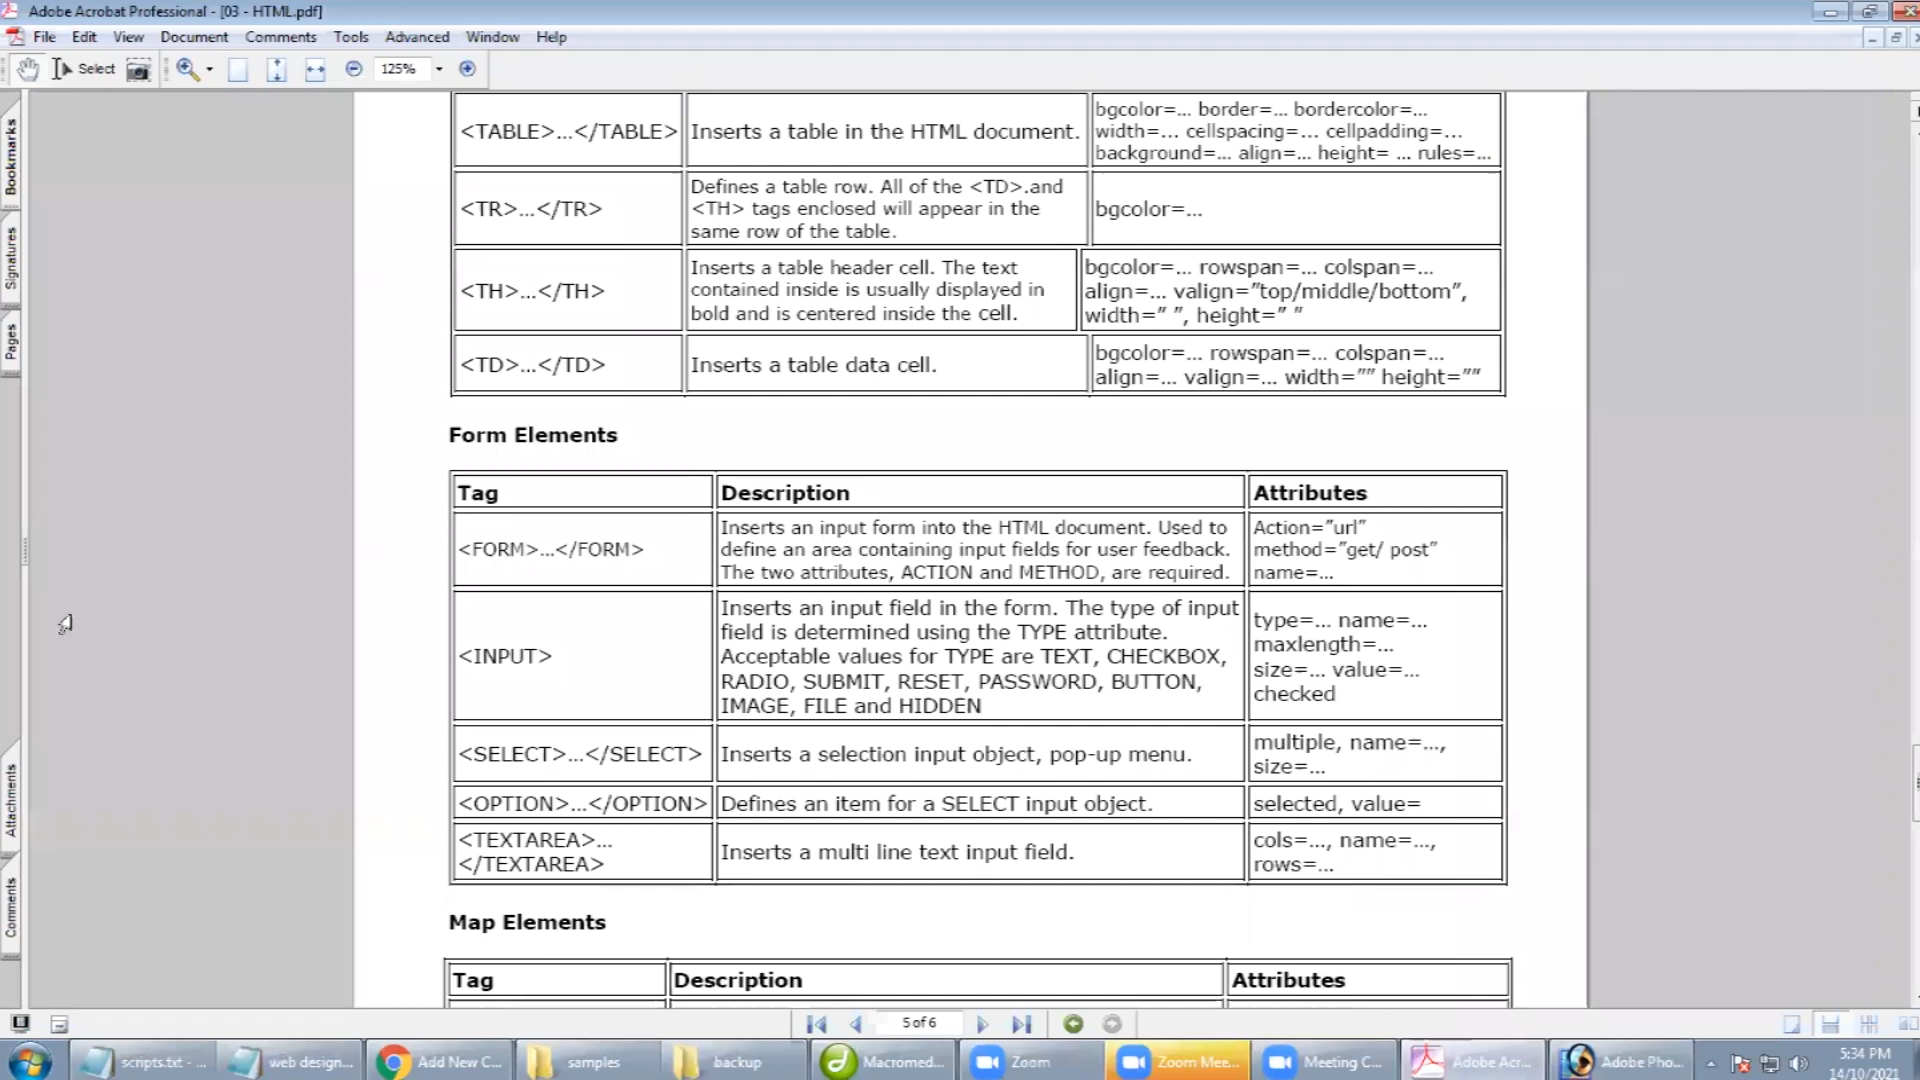 Adobe Acrobat Professional - [03 - HTML.pdf]
File Edit View Document Comments Tools Advanced Window Help
Select 125%
Bookmarks
Signatures
Pages
Attachments
Comments
<TABLE>...</TABLE> Inserts a table in the HTML document. bgcolor=... border=... bordercolor=...
width=... cellspacing=... cellpadding=...
background=... align=... height= ... rules=...
<TR>...</TR> Defines a table row. All of the <TD>.and
<TH> tags enclosed will appear in the
same row of the table.
bgcolor=...
<TH>...</TH> Inserts a table header cell. The text
contained inside is usually displayed in
bold and is centered inside the cell.
bgcolor=... rowspan=... colspan=...
align=... valign=”top/middle/bottom”,
width=” ”, height=” ”
<TD>...</TD> Inserts a table data cell. bgcolor=... rowspan=... colspan=...
align=... valign=... width=”” height=””
Form Elements
Tag Description Attributes
<FORM>...</FORM> Inserts an input form into the HTML document. Used to
define an area containing input fields for user feedback.
The two attributes, ACTION and METHOD, are required.
Action=”url”
method=”get/ post”
name=...
<INPUT> Inserts an input field in the form. The type of input
field is determined using the TYPE attribute.
Acceptable values for TYPE are TEXT, CHECKBOX,
RADIO, SUBMIT, RESET, PASSWORD, BUTTON,
IMAGE, FILE and HIDDEN
type=... name=...
maxlength=...
size=... value=...
checked
<SELECT>...</SELECT> Inserts a selection input object, pop-up menu. multiple, name=...,
size=...
<OPTION>...</OPTION> Defines an item for a SELECT input object. selected, value=
<TEXTAREA>...
</TEXTAREA>
Inserts a multi line text input field.
cols=..., name=...,
rows=...
Map Elements
Tag Description Attributes
5 of 6
scripts.txt - ... web design... Add New C... samples backup Macromed... Zoom Zoom Mee... Meeting C... Adobe Acr... Adobe Pho...
5:34 PM
14/10/2021